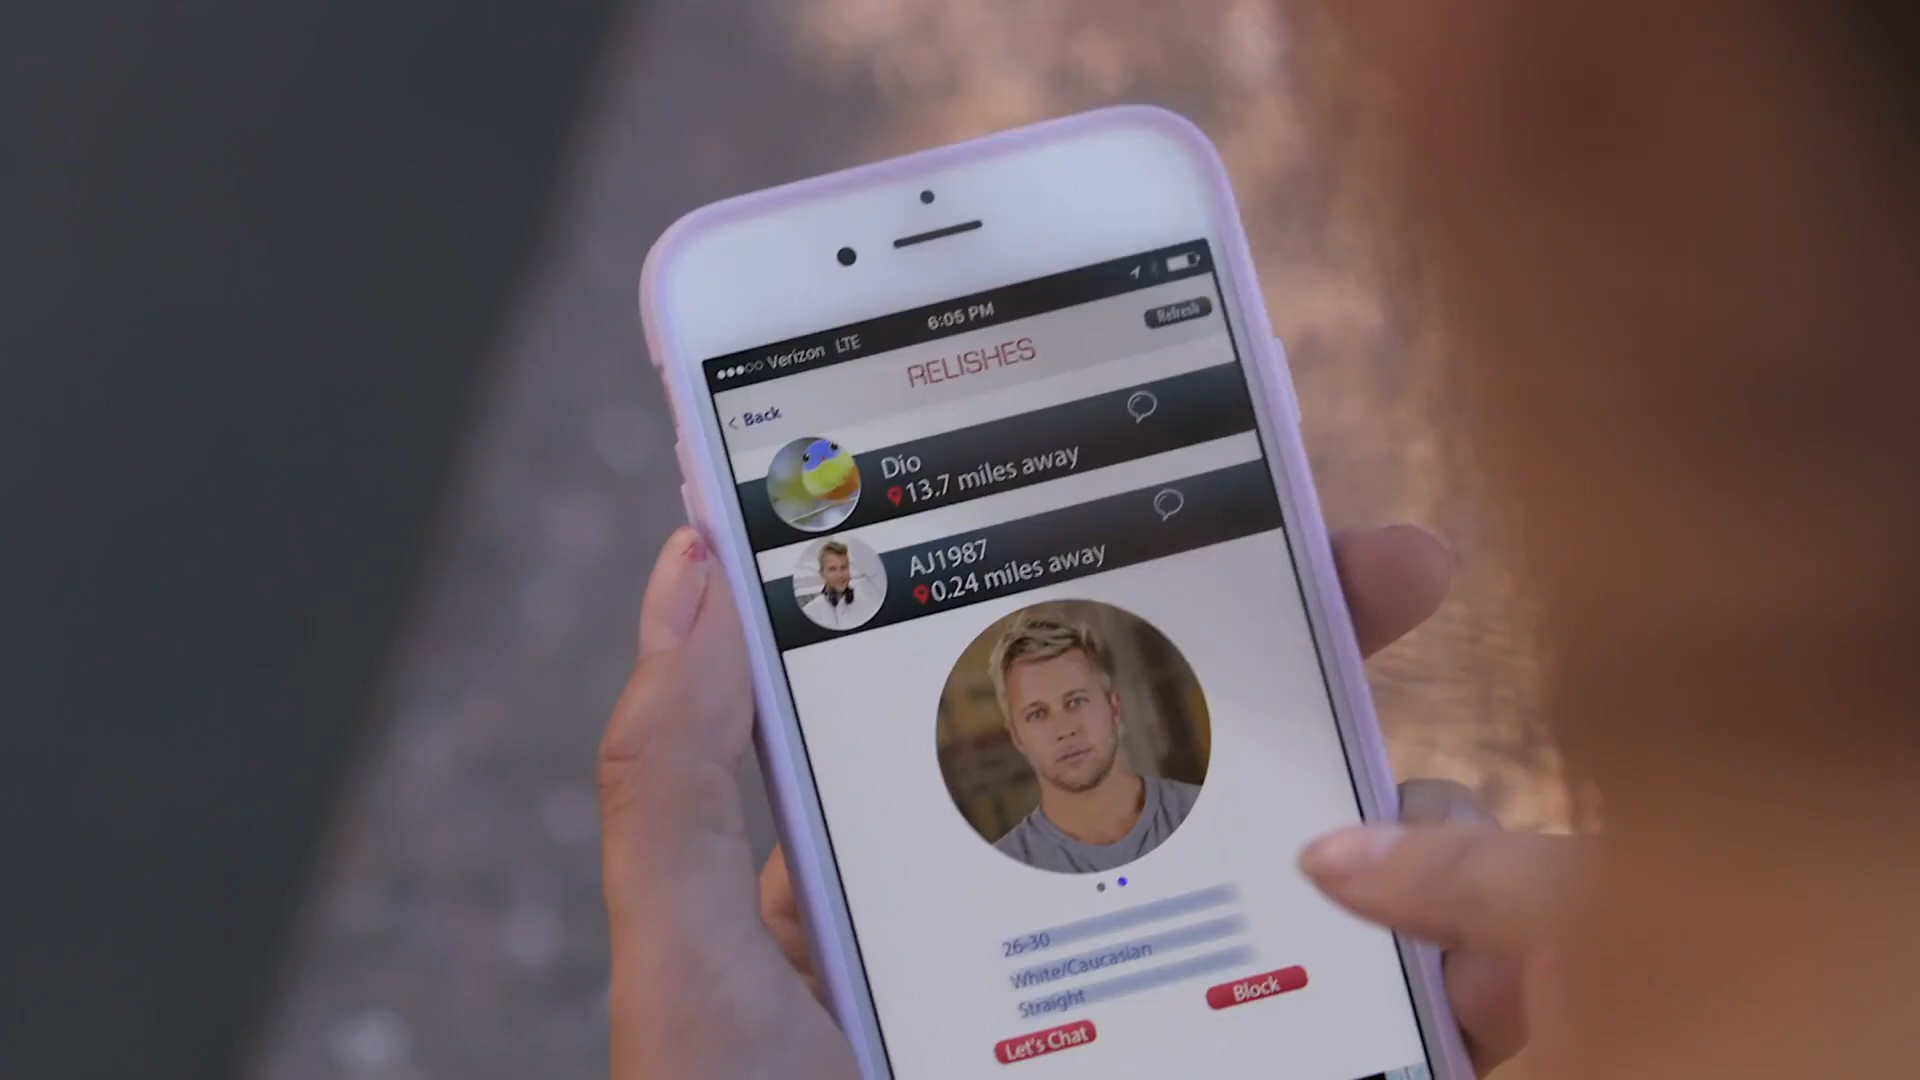 Verizon LTE 6:05 PM
RELISHES Refresh
< Back
Dio
13.7 miles away
AJ1987
0.24 miles away
26-30
White/Caucasian
Straight
Block
Let's Chat